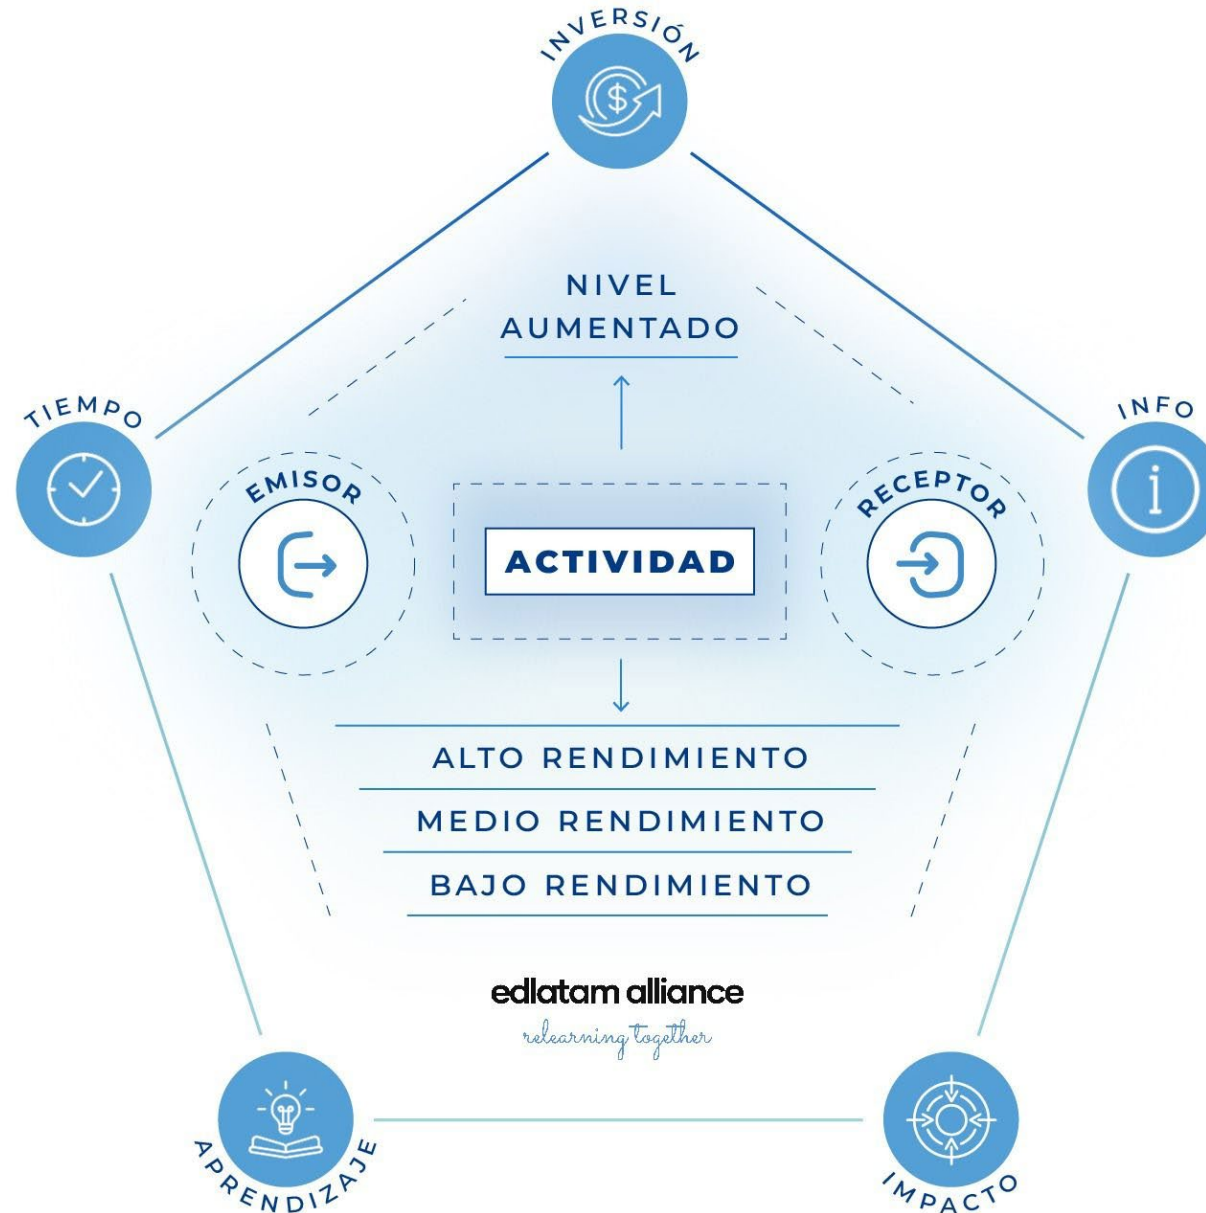 INVERSIÓN
NIVEL
AUMENTADO
TIEMPO
INFO
EMISOR
RECEPTOR
ACTIVIDAD
ALTO RENDIMIENTO
MEDIO RENDIMIENTO
BAJO RENDIMIENTO
edlatam alliance
relearning together
APRENDIZAJE
IMPACTO